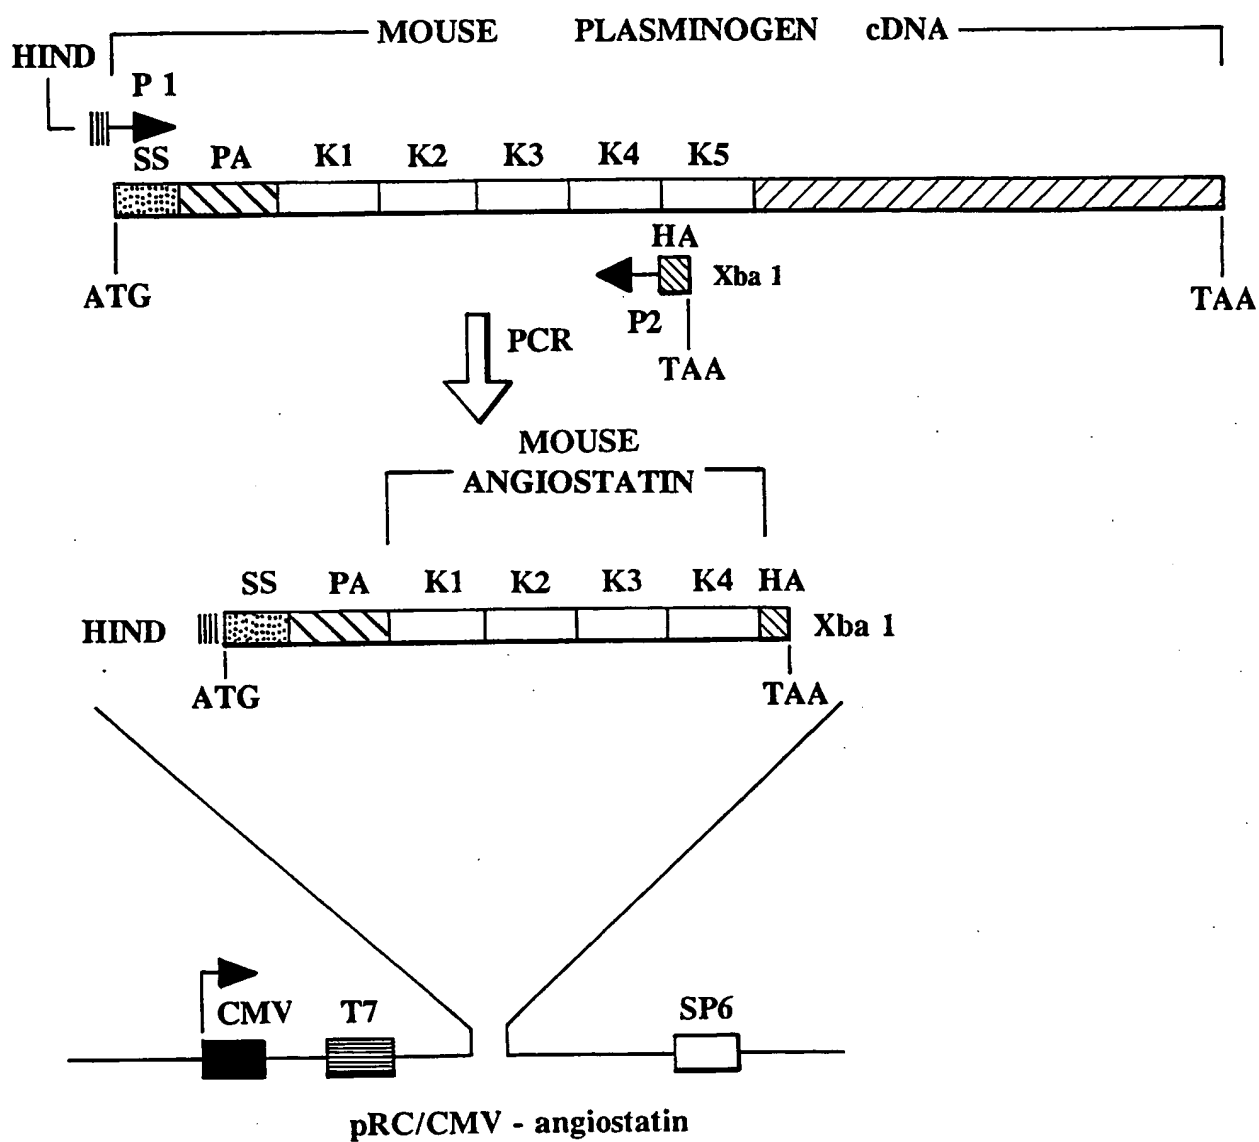 MOUSE PLASMINOGEN cDNA
HIND
P 1
SS PA K1 K2 K3 K4 K5
HA
Xba 1
ATG
P2
TAA
TAA
PCR
MOUSE
ANGIOSTATIN
SS PA K1 K2 K3 K4 HA
HIND
Xba 1
ATG
TAA
CMV T7 SP6
pRC/CMV - angiostatin